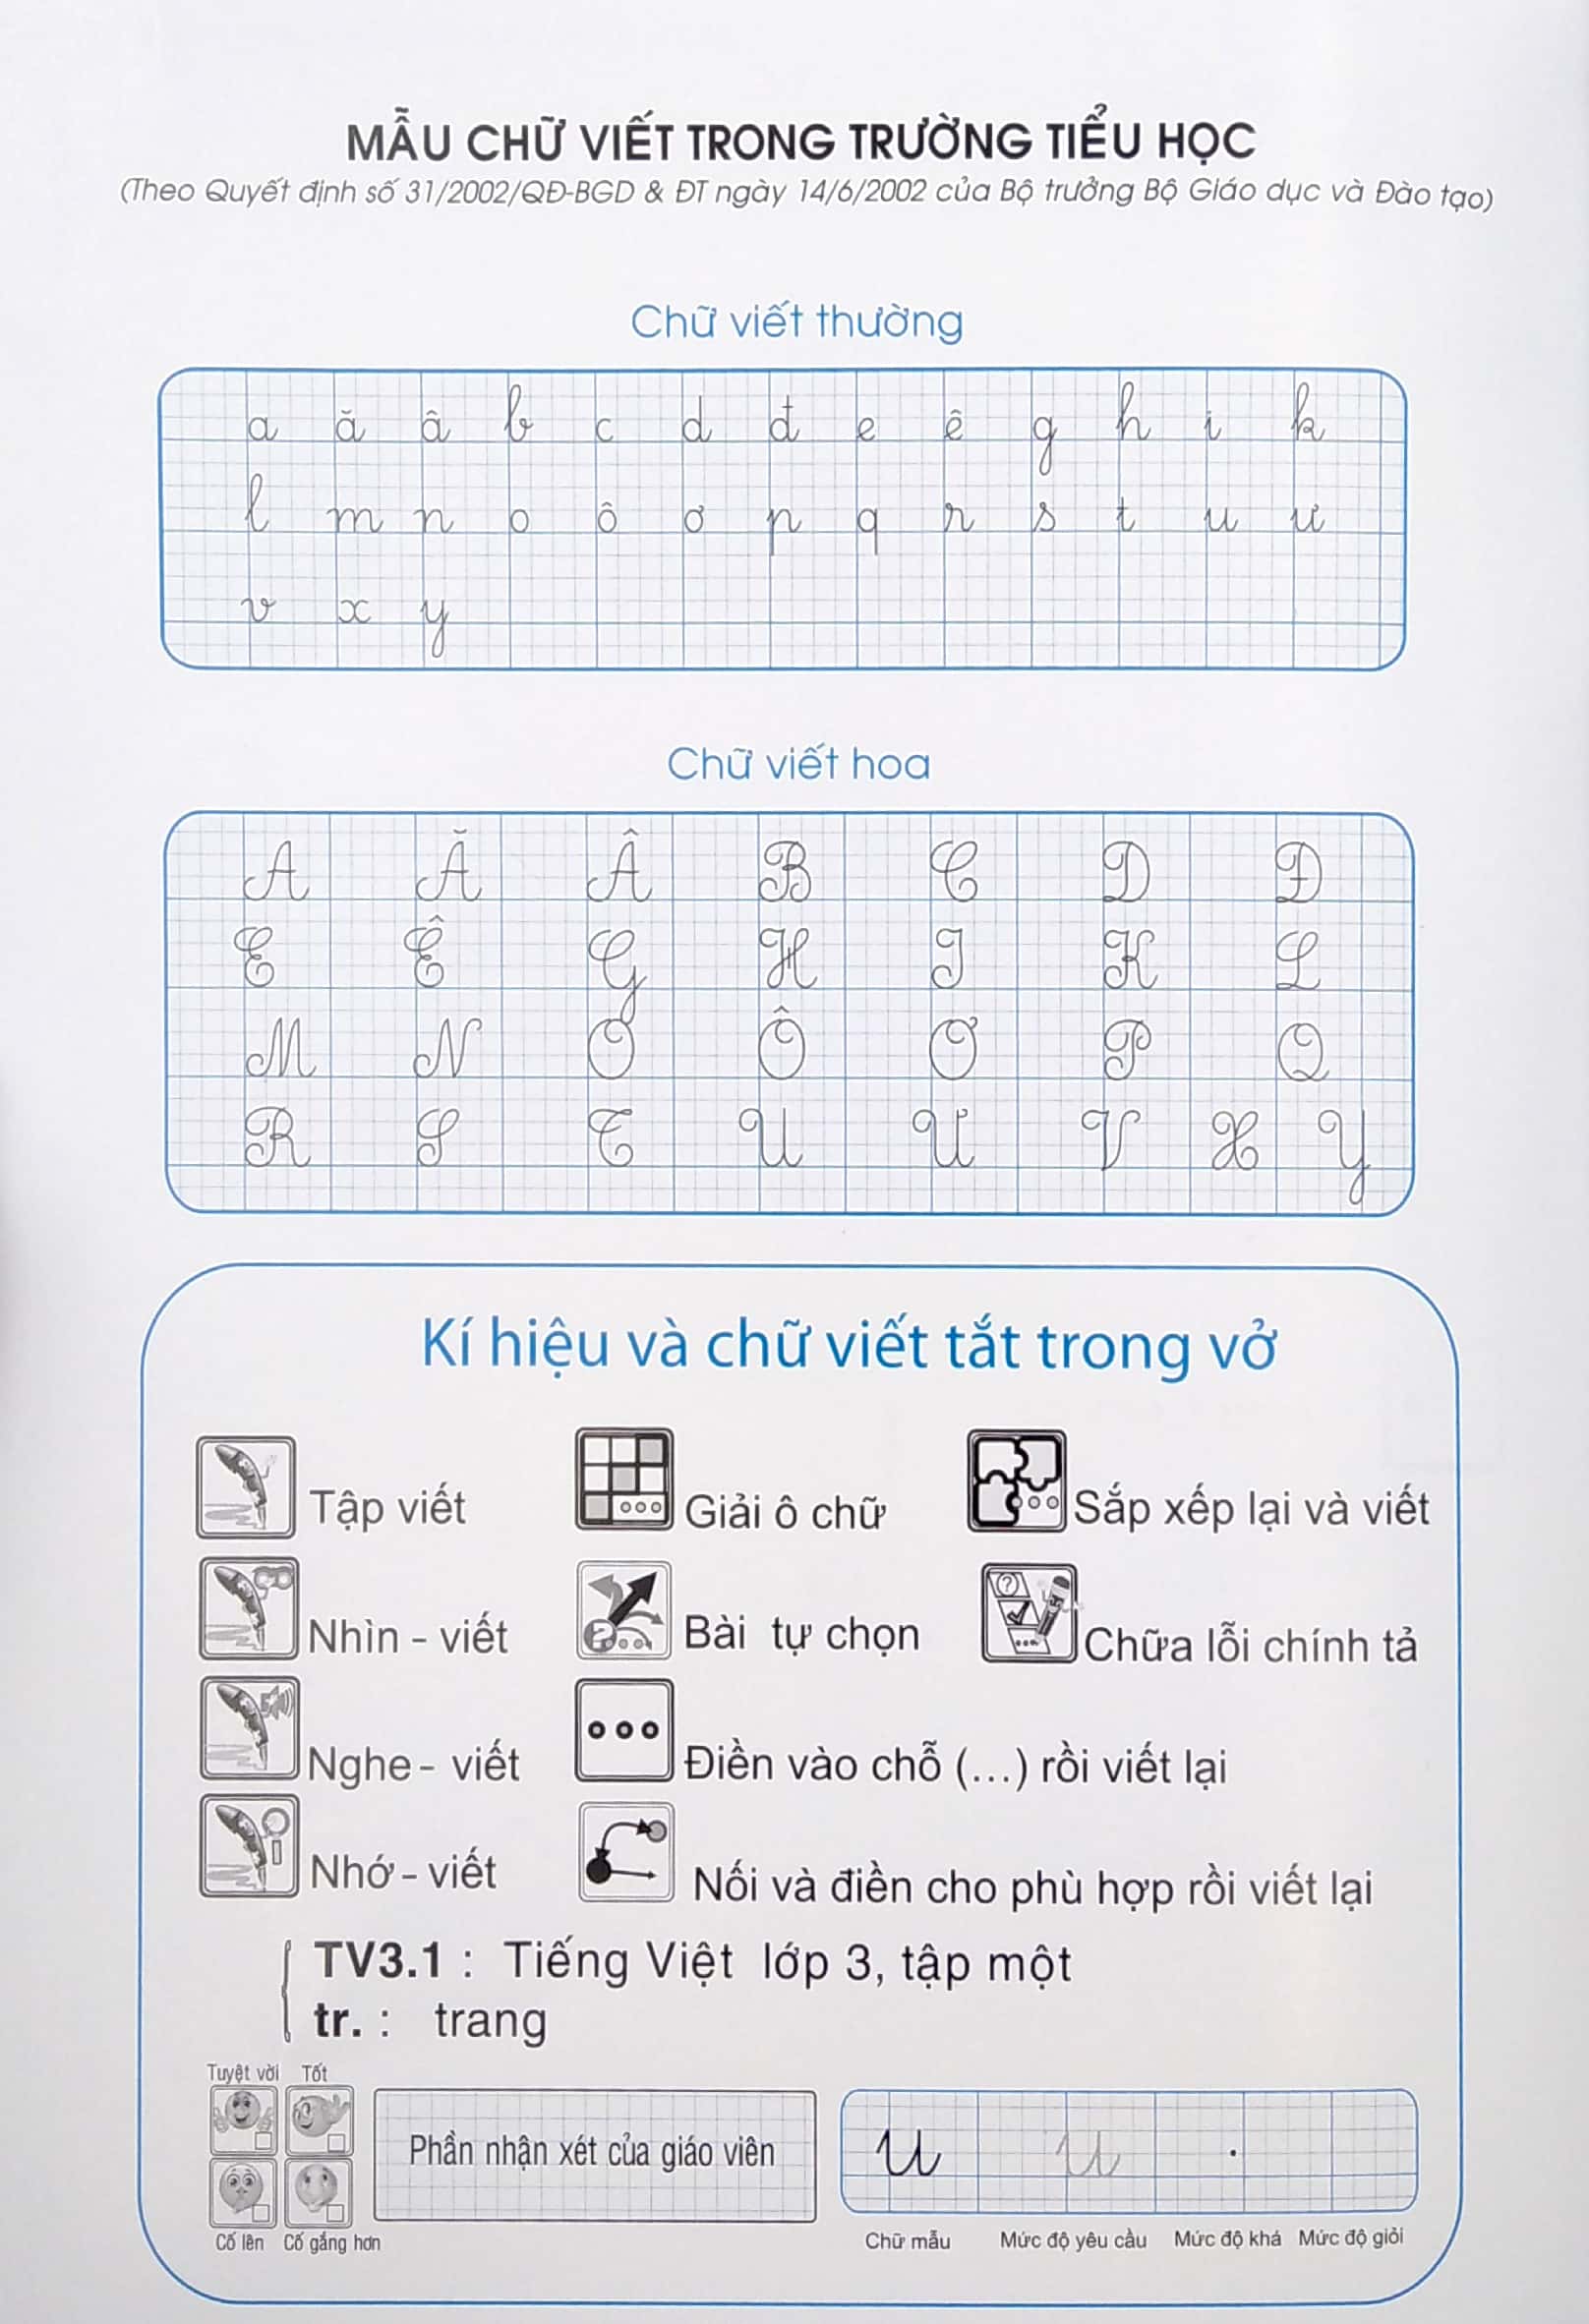 MẪU CHỮ VIẾT TRONG TRƯỜNG TIỂU HỌC
(Theo Quyết định số 31/2002/QĐ-BGD & ĐT ngày 14/6/2002 của Bộ trưởng Bộ Giáo dục và Đào tạo)
Chữ viết thường
a ă â b c d đ e ê g h i k
l m n o ô ơ p q r s t u ư
v x y
Chữ viết hoa
A Ă Â B C D Đ
E Ê G H I K L
M N O Ô Ơ P Q
R S T U Ư V X Y
Kí hiệu và chữ viết tắt trong vở
Tập viết Giải ô chữ Sắp xếp lại và viết
Nhìn - viết Bài tự chọn Chữa lỗi chính tả
Nghe - viết Điền vào chỗ (...) rồi viết lại
Nhớ - viết Nối và điền cho phù hợp rồi viết lại
TV3.1 : Tiếng Việt lớp 3, tập một
tr. : trang
Tuyệt vời Tốt
Phần nhận xét của giáo viên u u
Cố lên Cố gắng hơn Chữ mẫu Mức độ yêu cầu Mức độ khá Mức độ giỏi